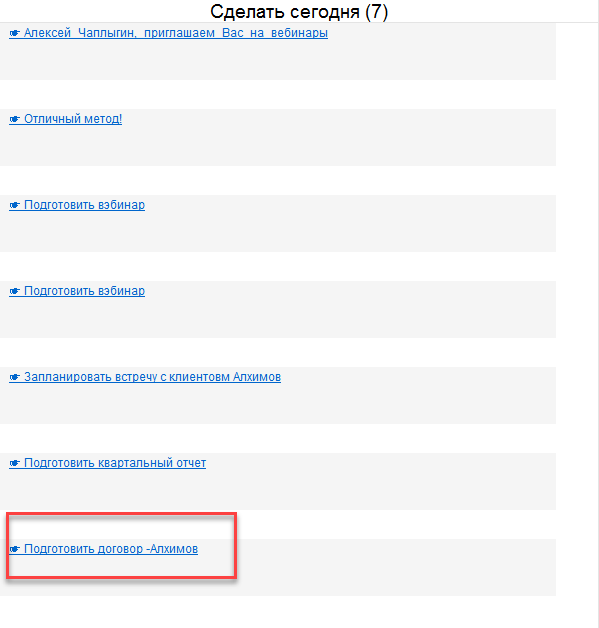 Сделать сегодня (7)
Алексей Чаплыгин, приглашаем Вас на вебинары
Отличный метод!
Подготовить вэбинар
Подготовить вэбинар
Запланировать встречу с клиентовм Алхимов
Подготовить квартальный отчет
Подготовить договор -Алхимов